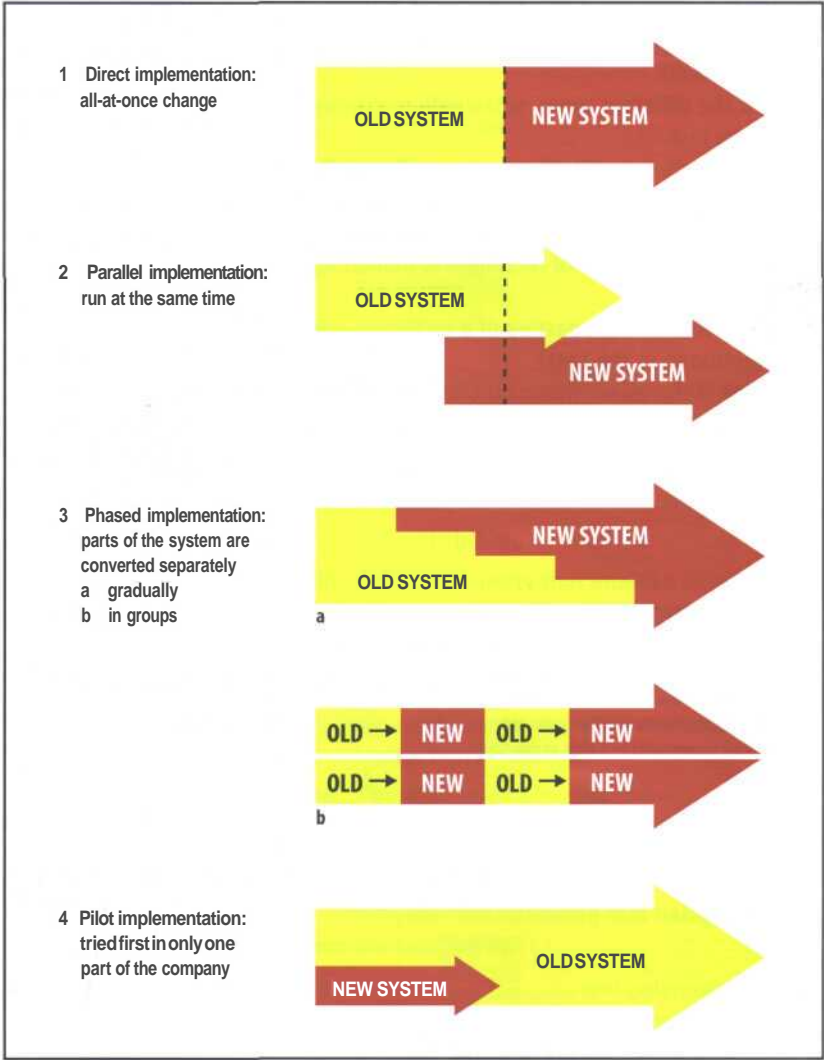 1 Direct implementation:
all-at-once change
OLD SYSTEM
NEW SYSTEM
2 Parallel implementation:
run at the same time
OLD SYSTEM
NEW SYSTEM
3 Phased implementation:
parts of the system are
converted separately
a gradually
b in groups
NEW SYSTEM
OLD SYSTEM
a
OLD → NEW OLD → NEW
OLD → NEW OLD → NEW
b
4 Pilot implementation:
tried first in only one
part of the company
OLD SYSTEM
NEW SYSTEM